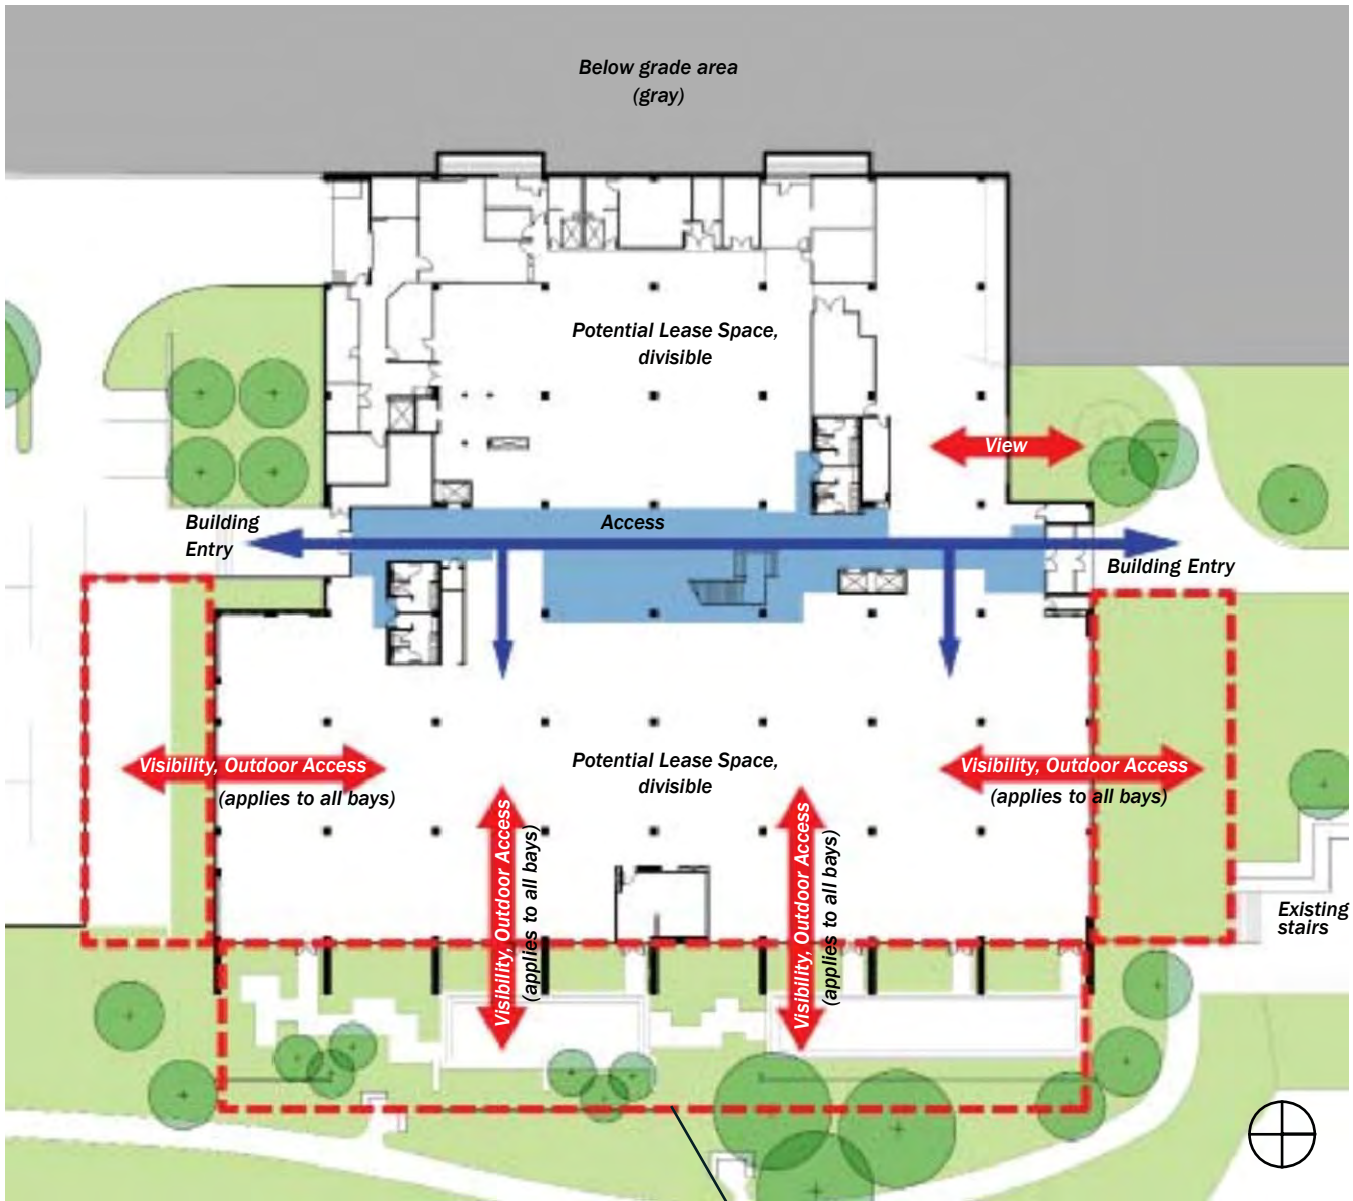 Below grade area
(gray)
Potential Lease Space,
divisible
View
Building
Entry
Access
Building Entry
Visibility, Outdoor Access
(applies to all bays)
Potential Lease Space,
divisible
Visibility, Outdoor Access
(applies to all bays)
Visibility, Outdoor Access
(applies to all bays)
Visibility, Outdoor Access
(applies to all bays)
Existing
stairs